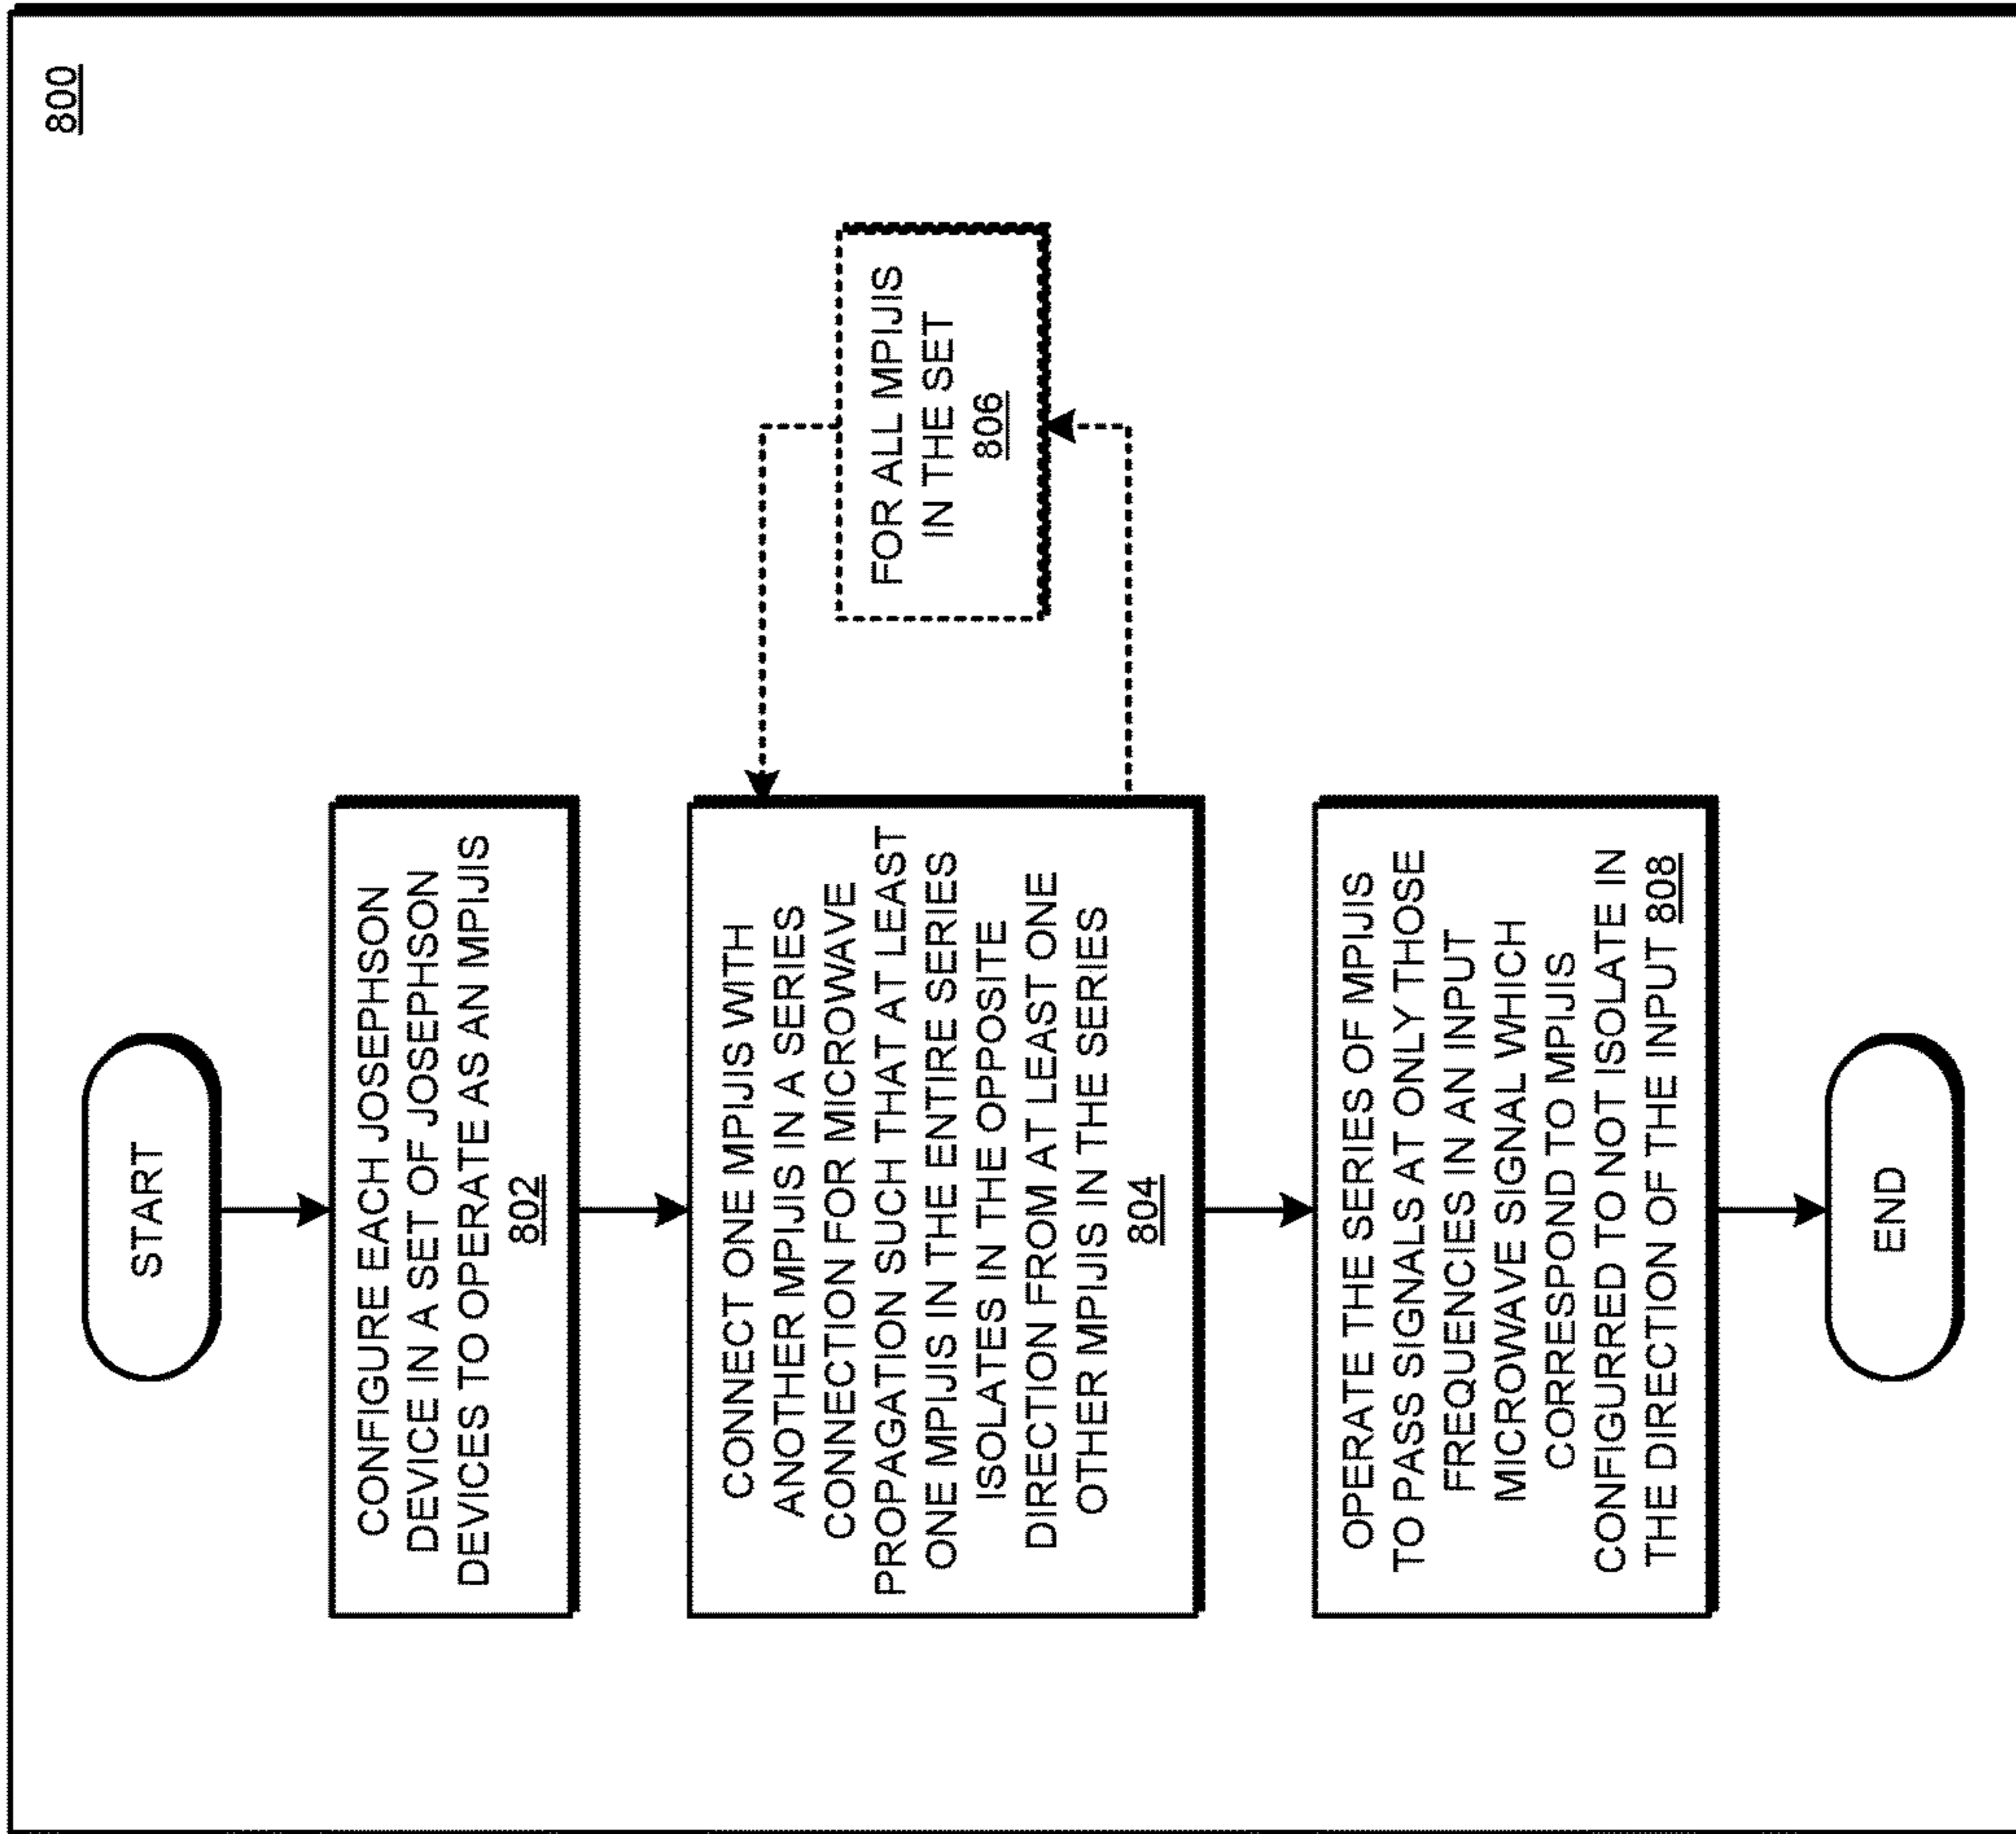 800
START
CONFIGURE EACH JOSEPHSON
DEVICE IN A SET OF JOSEPHSON
DEVICES TO OPERATE AS AN MPIJIS
802
CONNECT ONE MPIJIS WITH
ANOTHER MPIJIS IN A SERIES
CONNECTION FOR MICROWAVE
PROPAGATION SUCH THAT AT LEAST
ONE MPIJIS IN THE ENTIRE SERIES
ISOLATES IN THE OPPOSITE
DIRECTION FROM AT LEAST ONE
OTHER MPIJIS IN THE SERIES
804
FOR ALL MPIJIS
IN THE SET
806
OPERATE THE SERIES OF MPIJIS
TO PASS SIGNALS AT ONLY THOSE
FREQUENCIES IN AN INPUT
MICROWAVE SIGNAL WHICH
CORRESPOND TO MPIJIS
CONFIGURRED TO NOT ISOLATE IN
THE DIRECTION OF THE INPUT 808
END